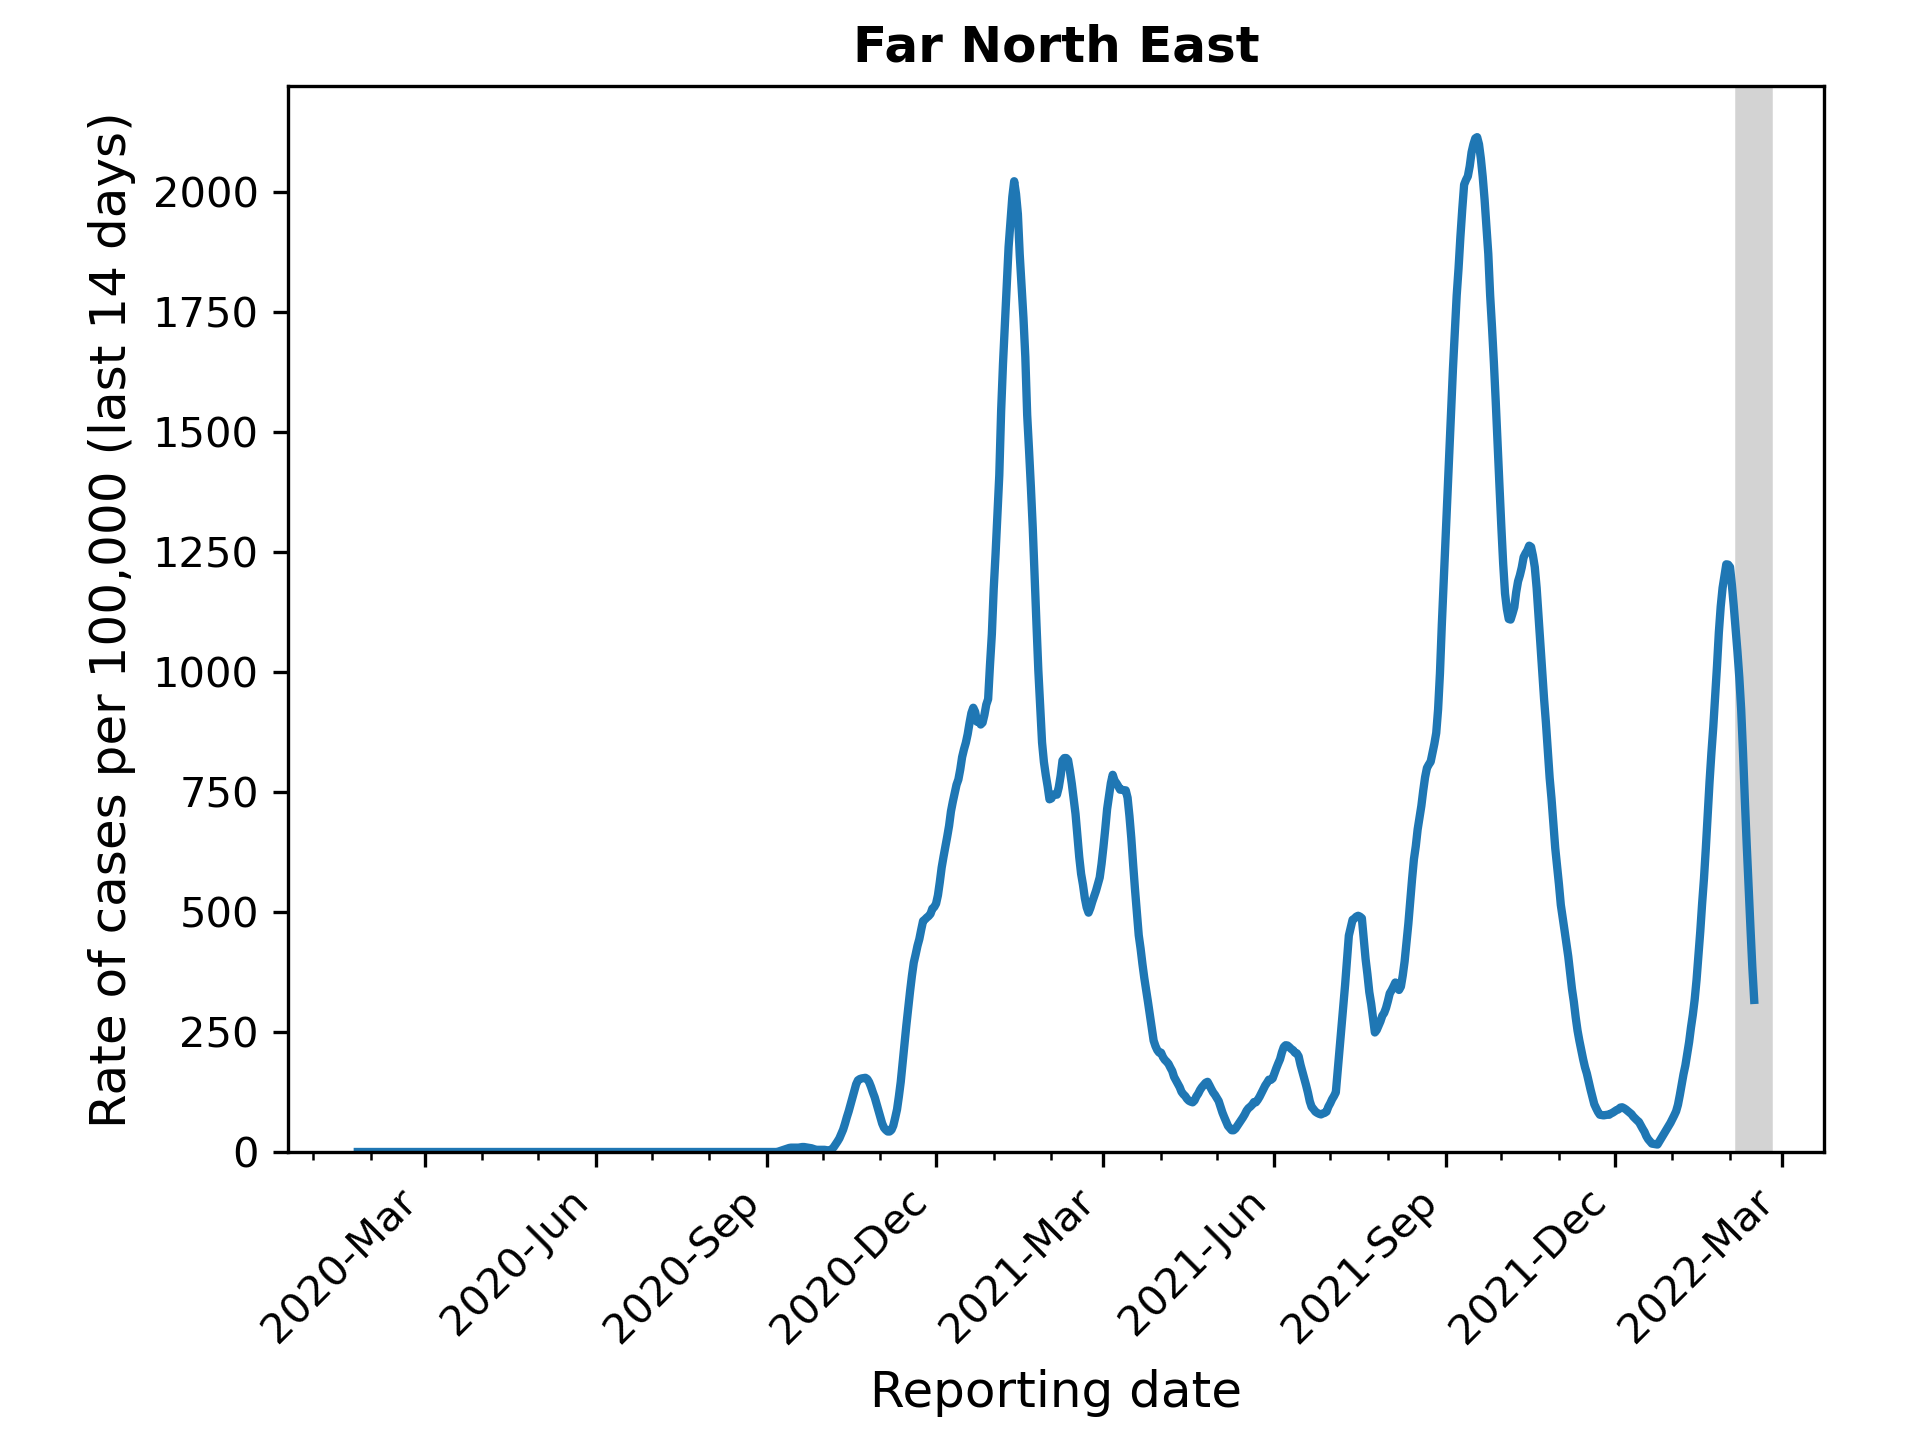 Far North East
Rate of cases per 100,000 (last 14 days)
2000
1750
1500
1250
1000
750
500
250
0
2020-Mar
2020-Jun
2020-Sep
2020-Dec
2021-Mar
2021-Jun
2021-Sep
2021-Dec
2022-Mar
Reporting date